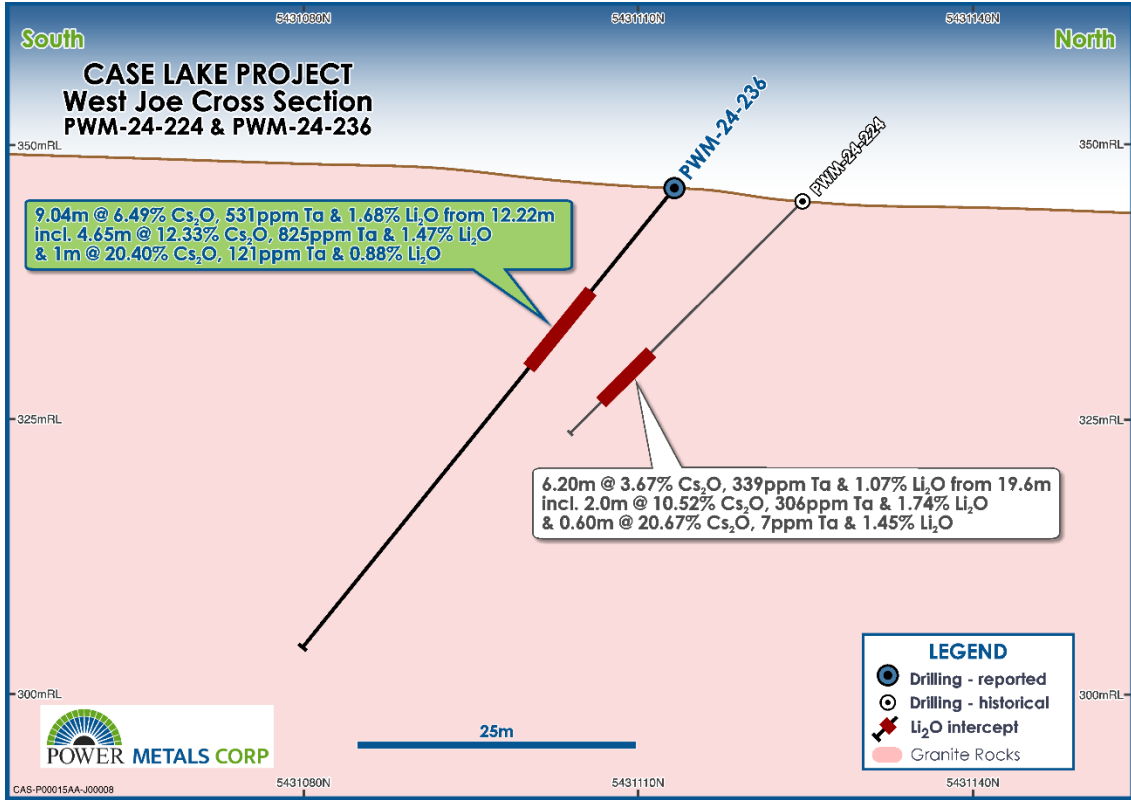 5431080N
5431110N
5431140N
South
North
CASE LAKE PROJECT
West Joe Cross Section
PWM-24-224 & PWM-24-236
PWM-24-236
PWM-24-224
350mRL
350mRL
9.04m @ 6.49% Cs₂O, 531ppm Ta & 1.68% Li₂O from 12.22m
incl. 4.65m @ 12.33% Cs₂O, 825ppm Ta & 1.47% Li₂O
& 1m @ 20.40% Cs₂O, 121ppm Ta & 0.88% Li₂O
325mRL
325mRL
6.20m @ 3.67% Cs₂O, 339ppm Ta & 1.07% Li₂O from 19.6m
incl. 2.0m @ 10.52% Cs₂O, 306ppm Ta & 1.74% Li₂O
& 0.60m @ 20.67% Cs₂O, 7ppm Ta & 1.45% Li₂O
LEGEND
Drilling - reported
Drilling - historical
Li₂O intercept
Granite Rocks
300mRL
300mRL
25m
POWER METALS CORP
5431080N
5431110N
5431140N
CAS-P00015AA-J00008